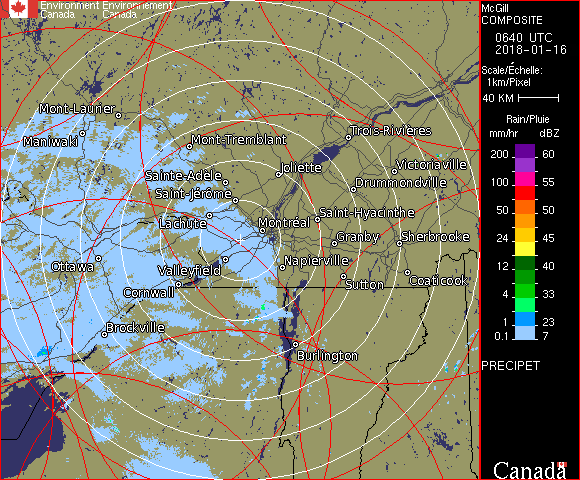 Environment Environnement
Canada Canada
McGill
COMPOSITE
0640 UTC
2018-01-16
Scale/Échelle:
1km/Pixel
40 KM
Rain/Pluie
mm/hr dBZ
200 60
100 55
50 50
24 45
12 40
4 33
1 23
0.1 7
PRECIPET
Canada
Mont-Laurier
Maniwaki
Mont-Tremblant
Trois-Rivières
Joliette
Victoriaville
Sainte-Adèle
Drummondville
Saint-Jérôme
Lachute
Saint-Hyacinthe
Montréal
Granby
Sherbrooke
Ottawa
Valleyfield
Napierville
Cornwall
Sutton
Coaticook
Brockville
Burlington